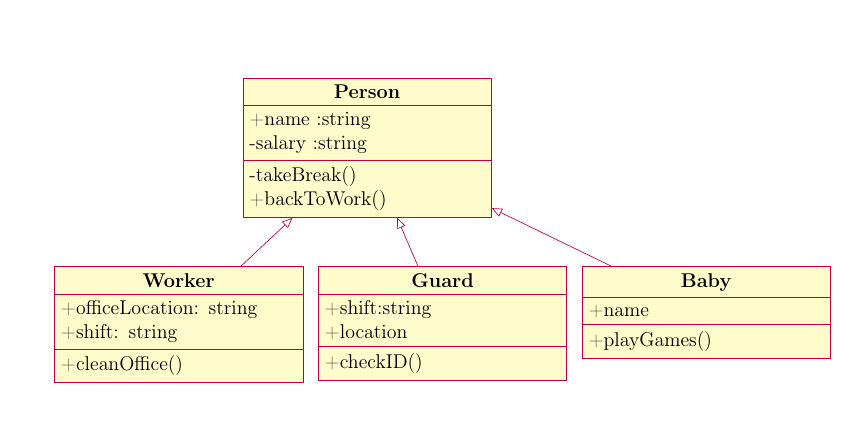 Person
+name :string
-salary :string
-takeBreak()
+backToWork()
Worker
+officeLocation: string
+shift: string
+cleanOffice()
Guard
+shift:string
+location
+checkID()
Baby
+name
+playGames()